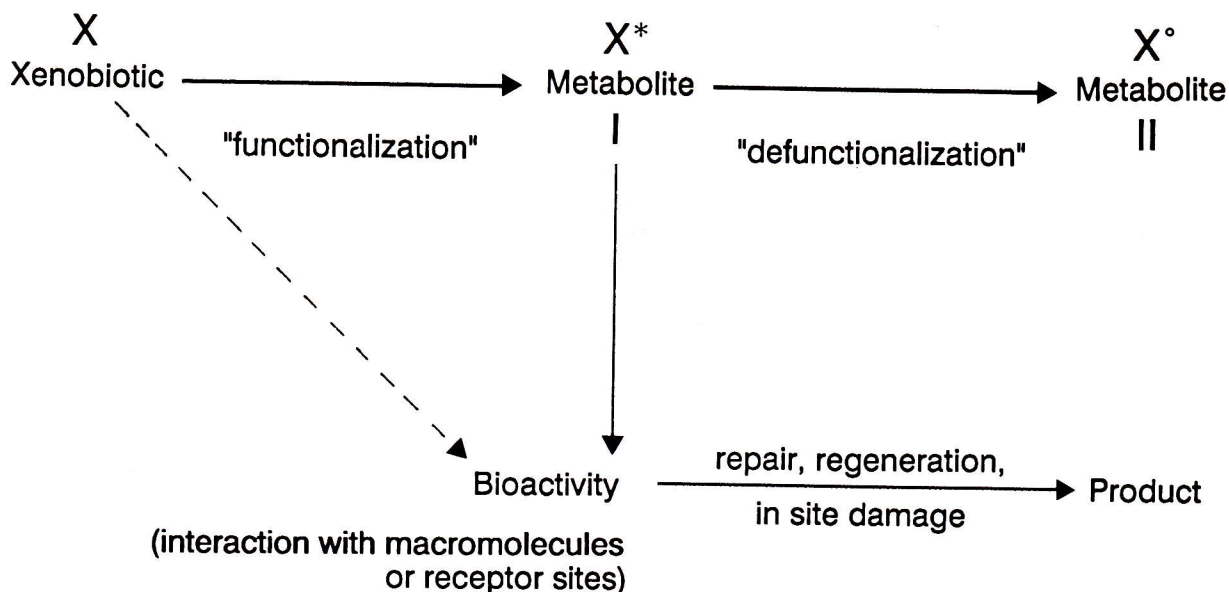 X
Xenobiotic
"functionalization"
X*
Metabolite
I
"defunctionalization"
X°
Metabolite
II
Bioactivity
(interaction with macromolecules
or receptor sites)
repair, regeneration,
in site damage
Product